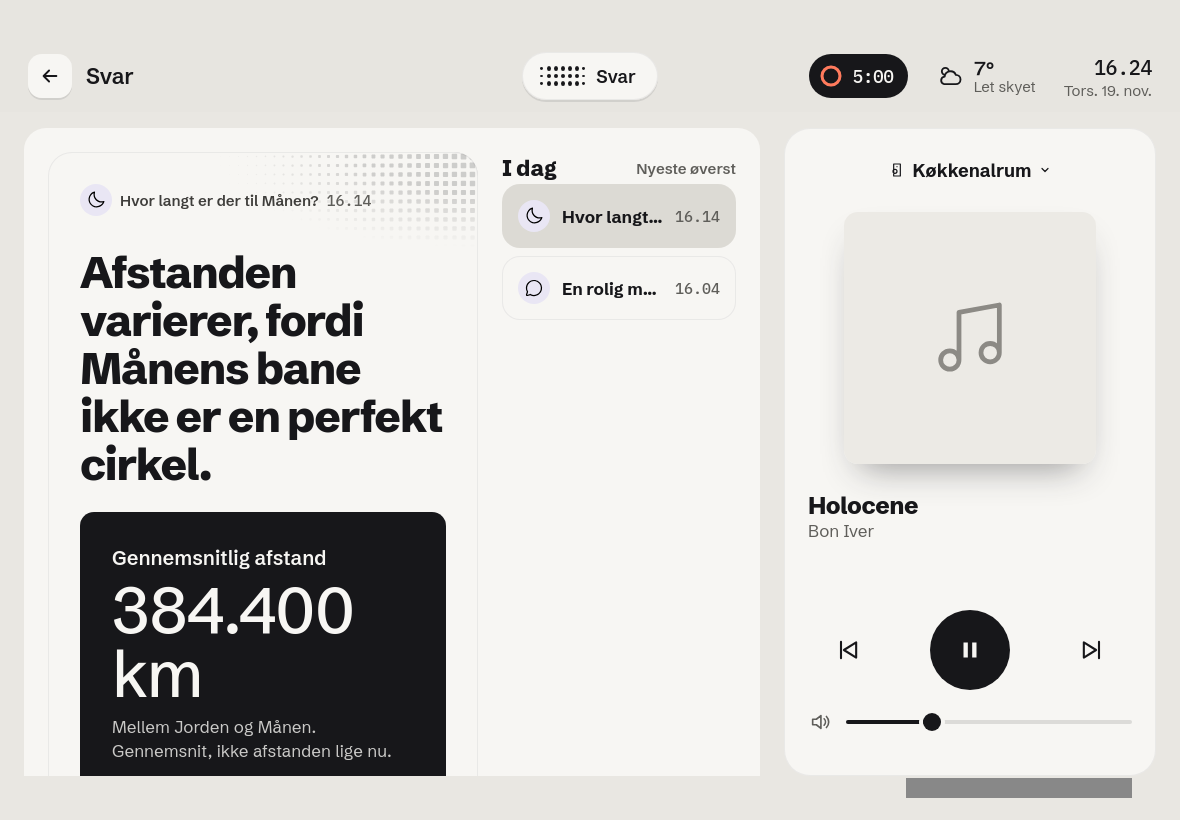 Svar
Svar
5:00
7°
Let skyet
16.24
Tors. 19. nov.
Hvor langt er der til Månen? 16.14
Afstanden
varierer, fordi
Månens bane
ikke er en perfekt
cirkel.
Gennemsnitlig afstand
384.400
km
Mellem Jorden og Månen.
Gennemsnit, ikke afstanden lige nu.
I dag
Nyeste øverst
Hvor langt... 16.14
En rolig m... 16.04
Køkkenalrum
Holocene
Bon Iver